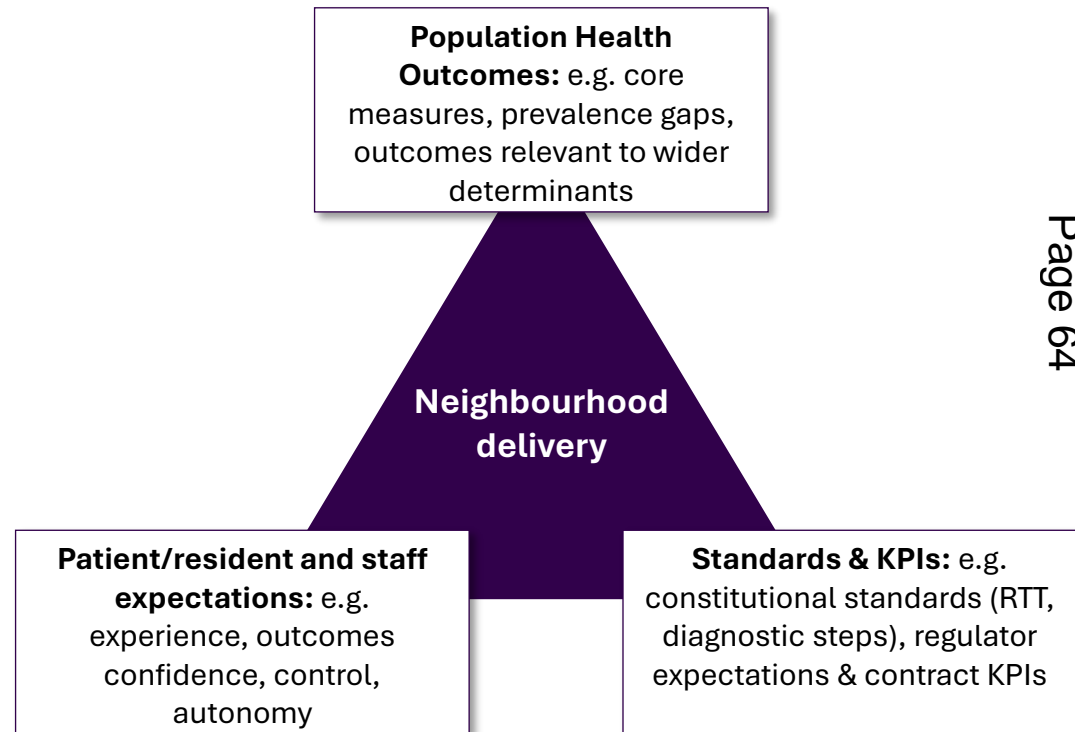 Population Health
Outcomes: e.g. core
measures, prevalence gaps,
outcomes relevant to wider
determinants
Page 64
Neighbourhood
delivery
Patient/resident and staff
expectations: e.g.
experience, outcomes
confidence, control,
autonomy
Standards & KPIs: e.g.
constitutional standards (RTT,
diagnostic steps), regulator
expectations & contract KPIs